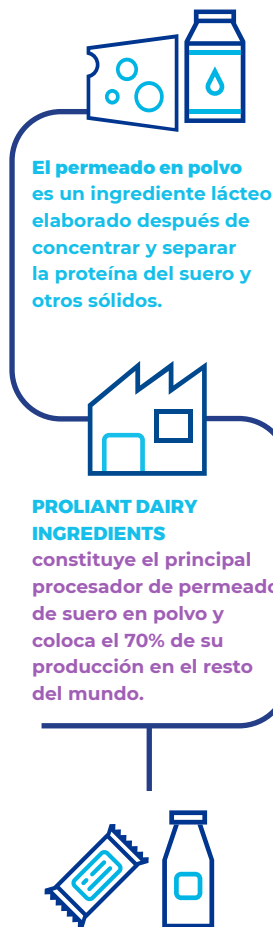 El permeado en polvo
es un ingrediente lácteo
elaborado después de
concentrar y separar
la proteína del suero y
otros sólidos.
PROLIANT DAIRY
INGREDIENTS
constituye el principal
procesador de permeado
de suero en polvo y
coloca el 70% de su
producción en el resto
del mundo.